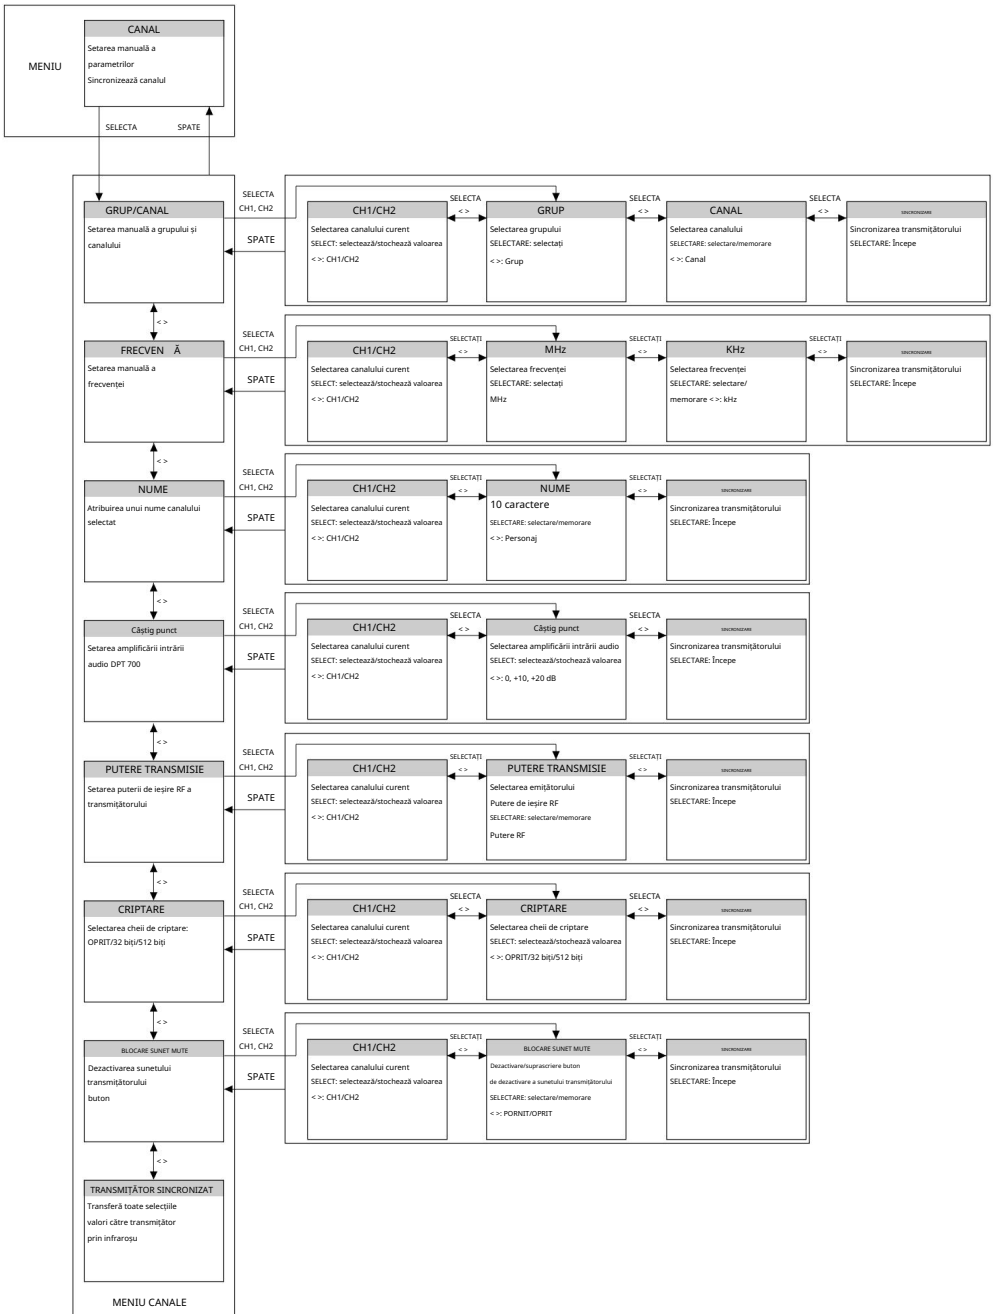 CANAL
Setarea manuală a
parametrilor
Sincronizează canalul
MENIU
SELECTA
SPATE
GRUP/CANAL
Setarea manuală a grupului și
canalului
SELECTA
CH1, CH2
SPATE
CH1/CH2
Selectarea canalului curent
SELECT: selectează/stochează valoarea
< >: CH1/CH2
SELECTA
< >
GRUP
Selectarea grupului
SELECTARE: selectați
< >: Grup
SELECTA
< >
CANAL
Selectarea canalului
SELECTARE: selectare/memorare
< >: Canal
SELECTA
< >
SINCRONIZARE
Sincronizarea transmițătorului
SELECTARE: Începe
< >
FRECVEN Ă
Setarea manuală a
frecvenței
SELECTA
CH1, CH2
SPATE
CH1/CH2
Selectarea canalului curent
SELECT: selectează/stochează valoarea
< >: CH1/CH2
SELECTAȚI
< >
MHz
Selectarea frecvenței
SELECTARE: selectați
MHz
SELECTAȚI
< >
KHz
Selectarea frecvenței
SELECTARE: selectare/
memorare < >: kHz
SELECTAȚI
< >
SINCRONIZARE
Sincronizarea transmițătorului
SELECTARE: Începe
< >
NUME
Atribuirea unui nume canalului
selectat
SELECTA
CH1, CH2
SPATE
CH1/CH2
Selectarea canalului curent
SELECT: selectează/stochează valoarea
< >: CH1/CH2
SELECTAȚI
< >
NUME
10 caractere
SELECTARE: selectare/memorare
< >: Personaj
SELECTAȚI
< >
SINCRONIZARE
Sincronizarea transmițătorului
SELECTARE: Începe
< >
Câștig punct
Setarea amplificării intrării
audio DPT 700
SELECTA
CH1, CH2
SPATE
CH1/CH2
Selectarea canalului curent
SELECT: selectează/stochează valoarea
< >: CH1/CH2
SELECTA
< >
Câștig punct
Selectarea amplificării intrării audio
SELECT: selectează/stochează valoarea
< >: 0, +10, +20 dB
SELECTA
< >
SINCRONIZARE
Sincronizarea transmițătorului
SELECTARE: Începe
< >
PUTERE TRANSMISIE
Setarea puterii de ieșire RF a
transmițătorului
SELECTA
CH1, CH2
SPATE
CH1/CH2
Selectarea canalului curent
SELECT: selectează/stochează valoarea
< >: CH1/CH2
SELECTAȚI
< >
PUTERE TRANSMISIE
Selectarea emițătorului
Putere de ieșire RF
SELECTARE: selectare/memorare
Putere RF
SELECTAȚI
< >
SINCRONIZARE
Sincronizarea transmițătorului
SELECTARE: Începe
< >
CRIPTARE
Selectarea cheii de criptare:
OPRIT/32 biți/512 biți
SELECTA
CH1, CH2
SPATE
CH1/CH2
Selectarea canalului curent
SELECT: selectează/stochează valoarea
< >: CH1/CH2
SELECTA
< >
CRIPTARE
Selectarea cheii de criptare
SELECT: selectează/stochează valoarea
< >: OPRIT/32 biți/512 biți
SELECTA
< >
SINCRONIZARE
Sincronizarea transmițătorului
SELECTARE: Începe
< >
BLOCARE SUNET MUTE
Dezactivarea sunetului
transmițătorului
buton
SELECTA
CH1, CH2
SPATE
CH1/CH2
Selectarea canalului curent
SELECT: selectează/stochează valoarea
< >: CH1/CH2
SELECTAȚI
< >
BLOCARE SUNET MUTE
Dezactivare/suprascriere buton
de dezactivare a sunetului transmițătorului
SELECTARE: selectare/memorare
< >: PORNIT/OPRIT
SELECTAȚI
< >
SINCRONIZARE
Sincronizarea transmițătorului
SELECTARE: Începe
< >
TRANSMIȚĂTOR SINCRONIZAT
Transferă toate selecțiile
valori către transmițător
prin infraroșu
MENIU CANALE